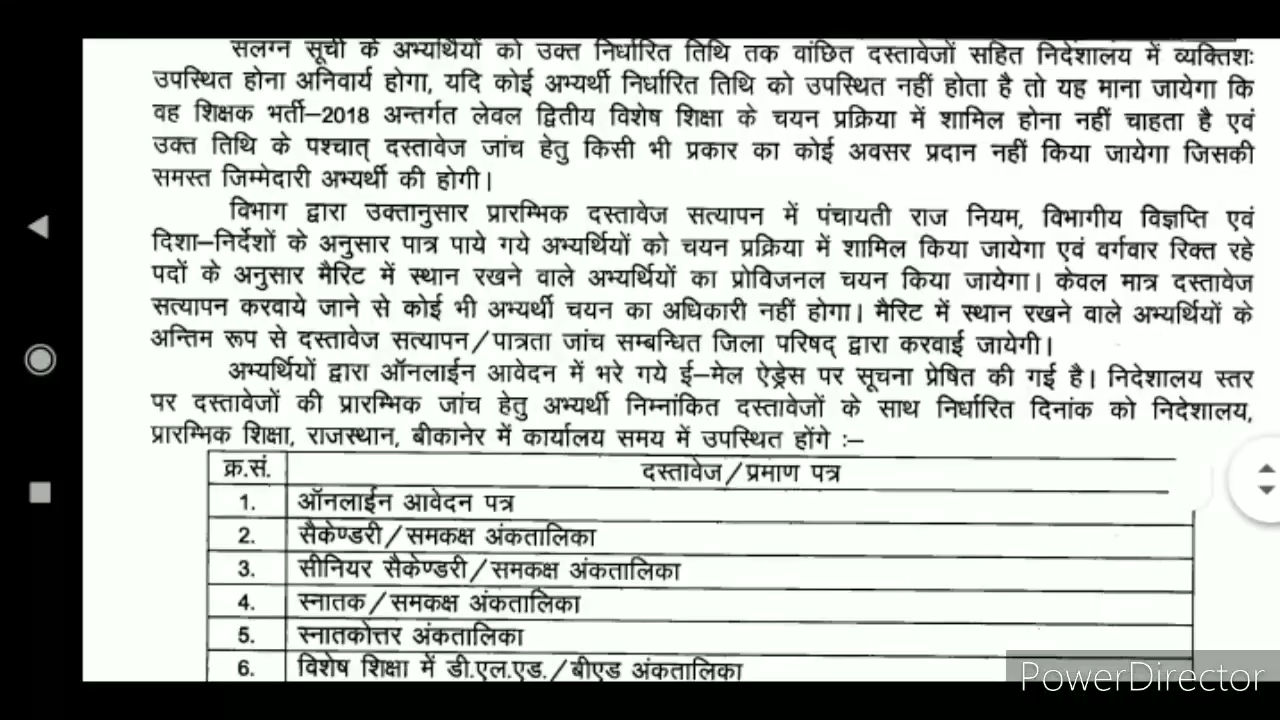 सलग्न सूची के अभ्यर्थियों को उक्त निर्धारित तिथि तक वांछित दस्तावेजों सहित निदेशालय में व्यक्तिशः
उपस्थित होना अनिवार्य होगा, यदि कोई अभ्यर्थी निर्धारित तिथि को उपस्थित नहीं होता है तो यह माना जायेगा कि
वह शिक्षक भर्ती–2018 अन्तर्गत लेवल द्वितीय विशेष शिक्षा के चयन प्रक्रिया में शामिल होना नहीं चाहता है एवं
उक्त तिथि के पश्चात् दस्तावेज जांच हेतु किसी भी प्रकार का कोई अवसर प्रदान नहीं किया जायेगा जिसकी
समस्त जिम्मेदारी अभ्यर्थी की होगी।
विभाग द्वारा उक्तानुसार प्रारम्भिक दस्तावेज सत्यापन में पंचायती राज नियम, विभागीय विज्ञप्ति एवं
दिशा–निर्देशों के अनुसार पात्र पाये गये अभ्यर्थियों को चयन प्रक्रिया में शामिल किया जायेगा एवं वर्गवार रिक्त रहे
पदों के अनुसार मैरिट में स्थान रखने वाले अभ्यर्थियों का प्रोविजनल चयन किया जायेगा। केवल मात्र दस्तावेज
सत्यापन करवाये जाने से कोई भी अभ्यर्थी चयन का अधिकारी नहीं होगा। मैरिट में स्थान रखने वाले अभ्यर्थियों के
अन्तिम रूप से दस्तावेज सत्यापन/पात्रता जांच सम्बन्धित जिला परिषद् द्वारा करवाई जायेगी।
अभ्यर्थियों द्वारा ऑनलाईन आवेदन में भरे गये ई–मेल ऐड्रेस पर सूचना प्रेषित की गई है। निदेशालय स्तर
पर दस्तावेजों की प्रारम्भिक जांच हेतु अभ्यर्थी निम्नांकित दस्तावेजों के साथ निर्धारित दिनांक को निदेशालय,
प्रारम्भिक शिक्षा, राजस्थान, बीकानेर में कार्यालय समय में उपस्थित होंगे :–
क्र.सं. दस्तावेज/प्रमाण पत्र
1. ऑनलाईन आवेदन पत्र
2. सैकेण्डरी/समकक्ष अंकतालिका
3. सीनियर सैकेण्डरी/समकक्ष अंकतालिका
4. स्नातक/समकक्ष अंकतालिका
5. स्नातकोत्तर अंकतालिका
6. विशेष शिक्षा में डी.एल.एड./बीएड अंकतालिका
PowerDirector